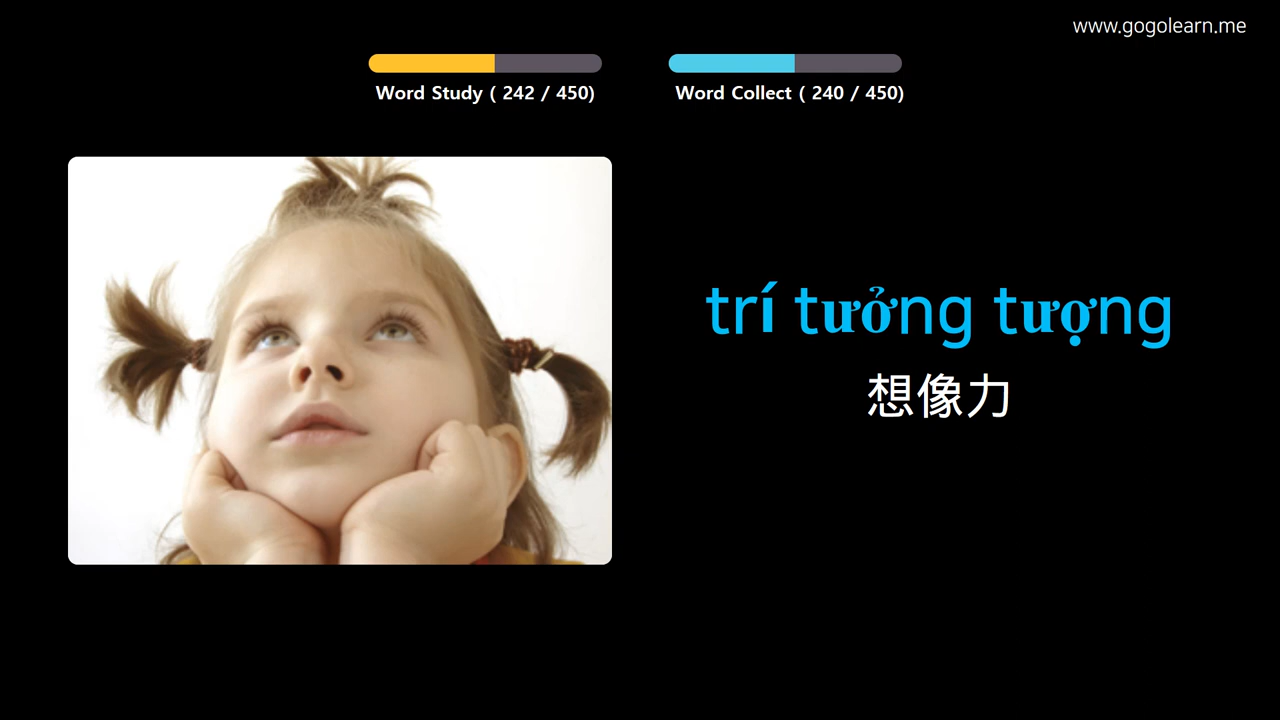 www.gogolearn.me
Word Study ( 242 / 450)
Word Collect ( 240 / 450)
trí tưởng tượng
想像力